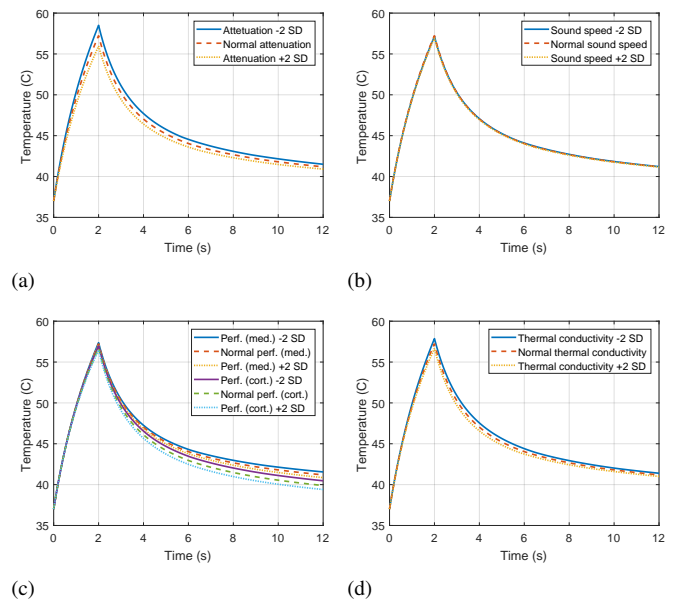 60
55
50
45
40
35
Temperature (C)
0 2 4 6 8 10 12
Time (s)
Attetuation -2 SD
Normal attenuation
Attenuation +2 SD
(a)
60
55
50
45
40
35
Temperature (C)
0 2 4 6 8 10 12
Time (s)
Sound speed -2 SD
Normal sound speed
Sound speed +2 SD
(b)
60
55
50
45
40
35
Temperature (C)
0 2 4 6 8 10 12
Time (s)
Perf. (med.) -2 SD
Normal perf. (med.)
Perf. (med.) +2 SD
Perf. (cort.) -2 SD
Normal perf. (cort.)
Perf. (cort.) +2 SD
(c)
60
55
50
45
40
35
Temperature (C)
0 2 4 6 8 10 12
Time (s)
Thermal conductivity -2 SD
Normal thermal conductivity
Thermal conductivity +2 SD
(d)